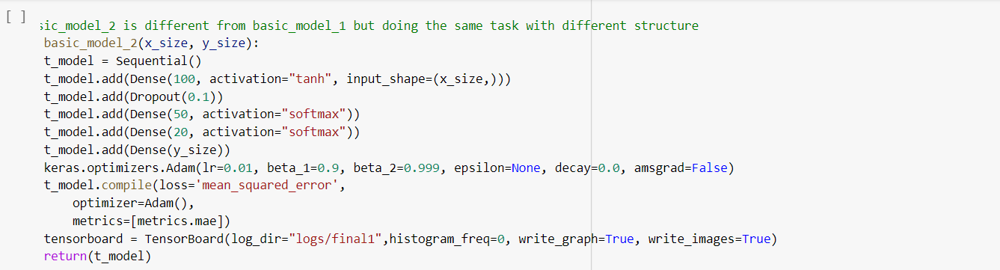 [ ]
sic_model_2 is different from basic_model_1 but doing the same task with different structure
basic_model_2(x_size, y_size):
t_model = Sequential()
t_model.add(Dense(100, activation="tanh", input_shape=(x_size,)))
t_model.add(Dropout(0.1))
t_model.add(Dense(50, activation="softmax"))
t_model.add(Dense(20, activation="softmax"))
t_model.add(Dense(y_size))
keras.optimizers.Adam(lr=0.01, beta_1=0.9, beta_2=0.999, epsilon=None, decay=0.0, amsgrad=False)
t_model.compile(loss='mean_squared_error',
optimizer=Adam(),
metrics=[metrics.mae])
tensorboard = TensorBoard(log_dir="logs/final1",histogram_freq=0, write_graph=True, write_images=True)
return(t_model)